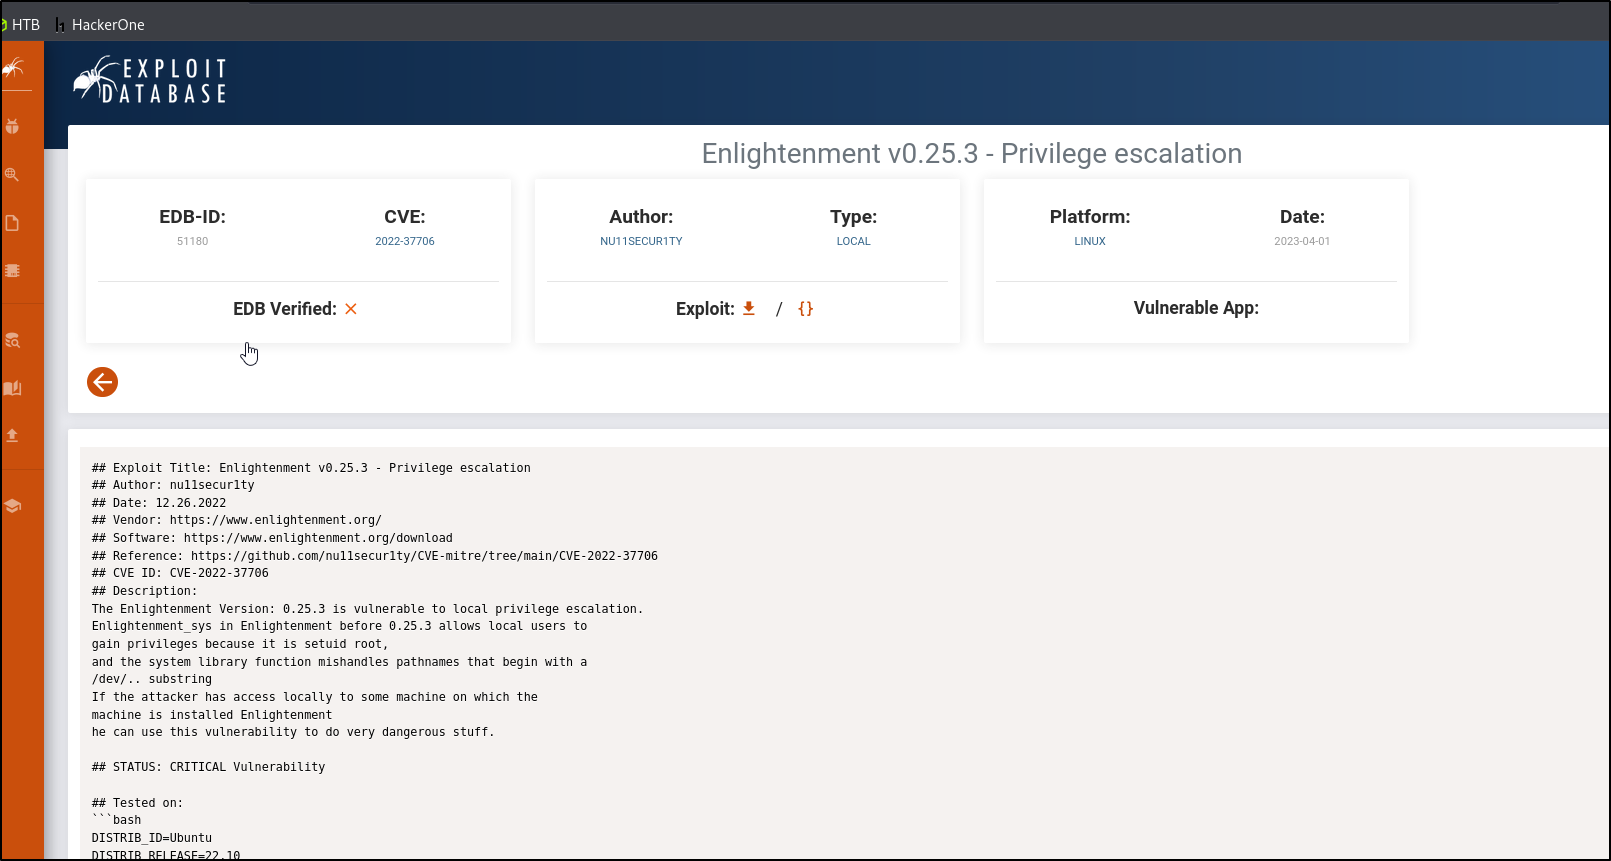 HTB HackerOne
EXPLOIT
DATABASE
Enlightenment v0.25.3 - Privilege escalation
EDB-ID: CVE: Author: Type: Platform: Date:
51180 2022-37706 NU11SECUR1TY LOCAL LINUX 2023-04-01
EDB Verified: Exploit: / {} Vulnerable App:
## Exploit Title: Enlightenment v0.25.3 - Privilege escalation
## Author: nu11secur1ty
## Date: 12.26.2022
## Vendor: https://www.enlightenment.org/
## Software: https://www.enlightenment.org/download
## Reference: https://github.com/nu11secur1ty/CVE-mitre/tree/main/CVE-2022-37706
## CVE ID: CVE-2022-37706
## Description:
The Enlightenment Version: 0.25.3 is vulnerable to local privilege escalation.
Enlightenment_sys in Enlightenment before 0.25.3 allows local users to
gain privileges because it is setuid root,
and the system library function mishandles pathnames that begin with a
/dev/.. substring
If the attacker has access locally to some machine on which the
machine is installed Enlightenment
he can use this vulnerability to do very dangerous stuff.
## STATUS: CRITICAL Vulnerability
## Tested on:
```bash
DISTRIB_ID=Ubuntu
DISTRIB_RELEASE=22.10